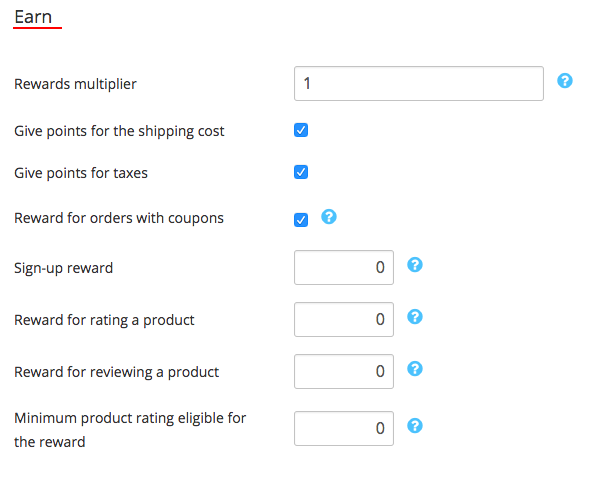 Earn
Rewards multiplier
1
?
Give points for the shipping cost
Give points for taxes
Reward for orders with coupons
?
Sign-up reward
0
?
Reward for rating a product
0
?
Reward for reviewing a product
0
?
Minimum product rating eligible for
the reward
0
?